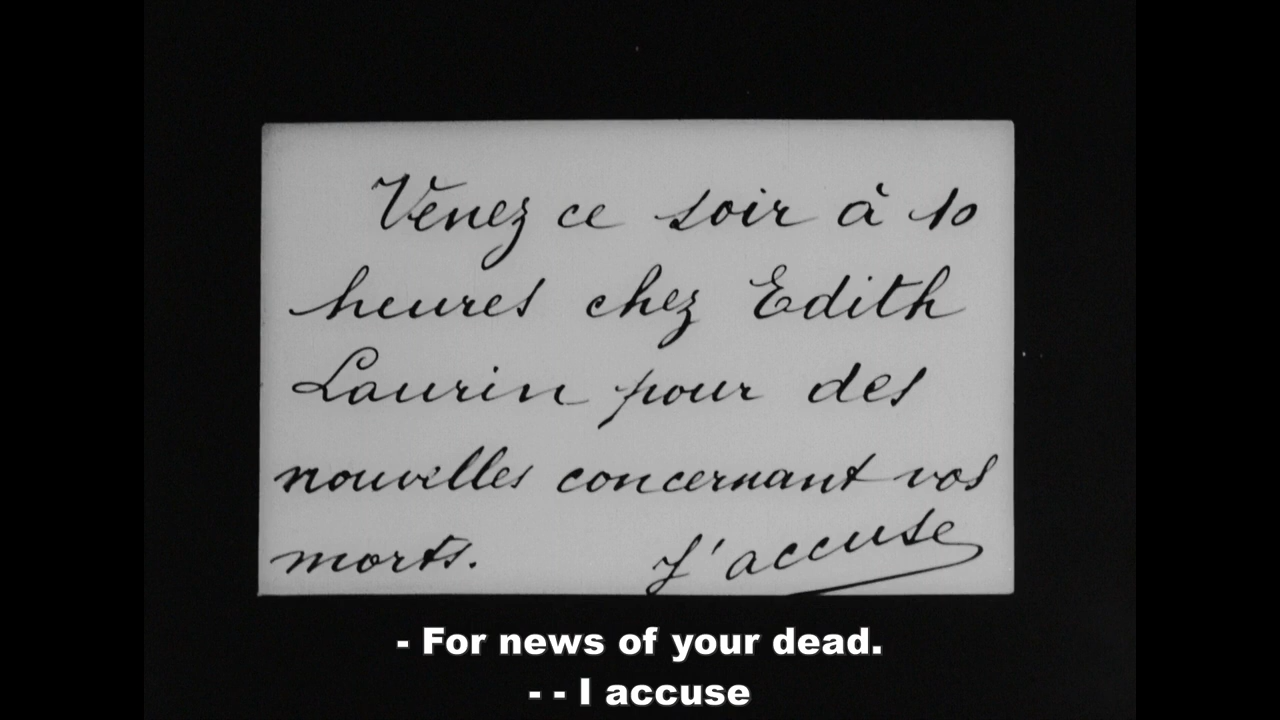 Venez ce soir à 10
heures chez Edith
Laurin pour des
nouvelles concernant vos
morts. J'accuse
- For news of your dead.
- - I accuse